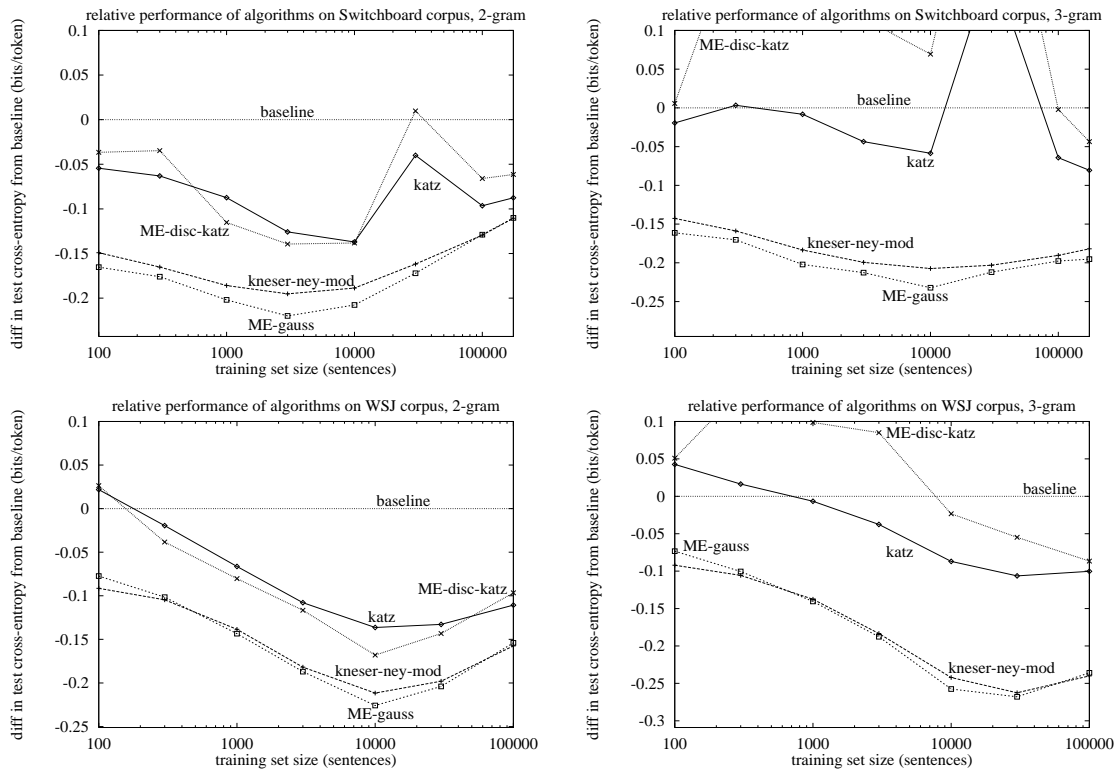 relative performance of algorithms on Switchboard corpus, 2-gram
diff in test cross-entropy from baseline (bits/token)
0.1
0.05
0
-0.05
-0.1
-0.15
-0.2
baseline
katz
ME-disc-katz
kneser-ney-mod
ME-gauss
100
1000
10000
100000
training set size (sentences)
relative performance of algorithms on Switchboard corpus, 3-gram
diff in test cross-entropy from baseline (bits/token)
0.1
0.05
0
-0.05
-0.1
-0.15
-0.2
-0.25
ME-disc-katz
baseline
katz
kneser-ney-mod
ME-gauss
100
1000
10000
100000
training set size (sentences)
relative performance of algorithms on WSJ corpus, 2-gram
diff in test cross-entropy from baseline (bits/token)
0.1
0.05
0
-0.05
-0.1
-0.15
-0.2
-0.25
baseline
ME-disc-katz
katz
kneser-ney-mod
ME-gauss
100
1000
10000
100000
training set size (sentences)
relative performance of algorithms on WSJ corpus, 3-gram
diff in test cross-entropy from baseline (bits/token)
0.1
0.05
0
-0.05
-0.1
-0.15
-0.2
-0.25
-0.3
ME-disc-katz
baseline
ME-gauss
katz
kneser-ney-mod
100
1000
10000
100000
training set size (sentences)